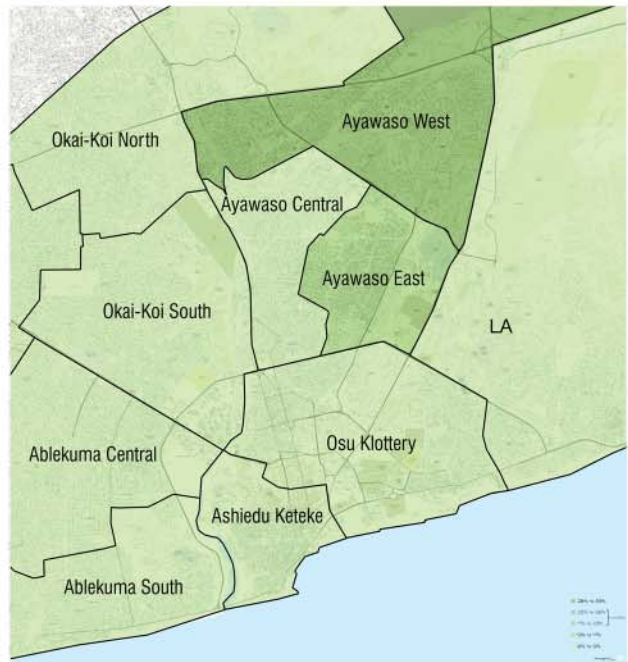 Ayawaso West
Okai-Koi North
Ayawaso Central
Ayawaso East
Okai-Koi South
LA
Osu Klottery
Ablekuma Central
Ashiedu Keteke
Ablekuma South